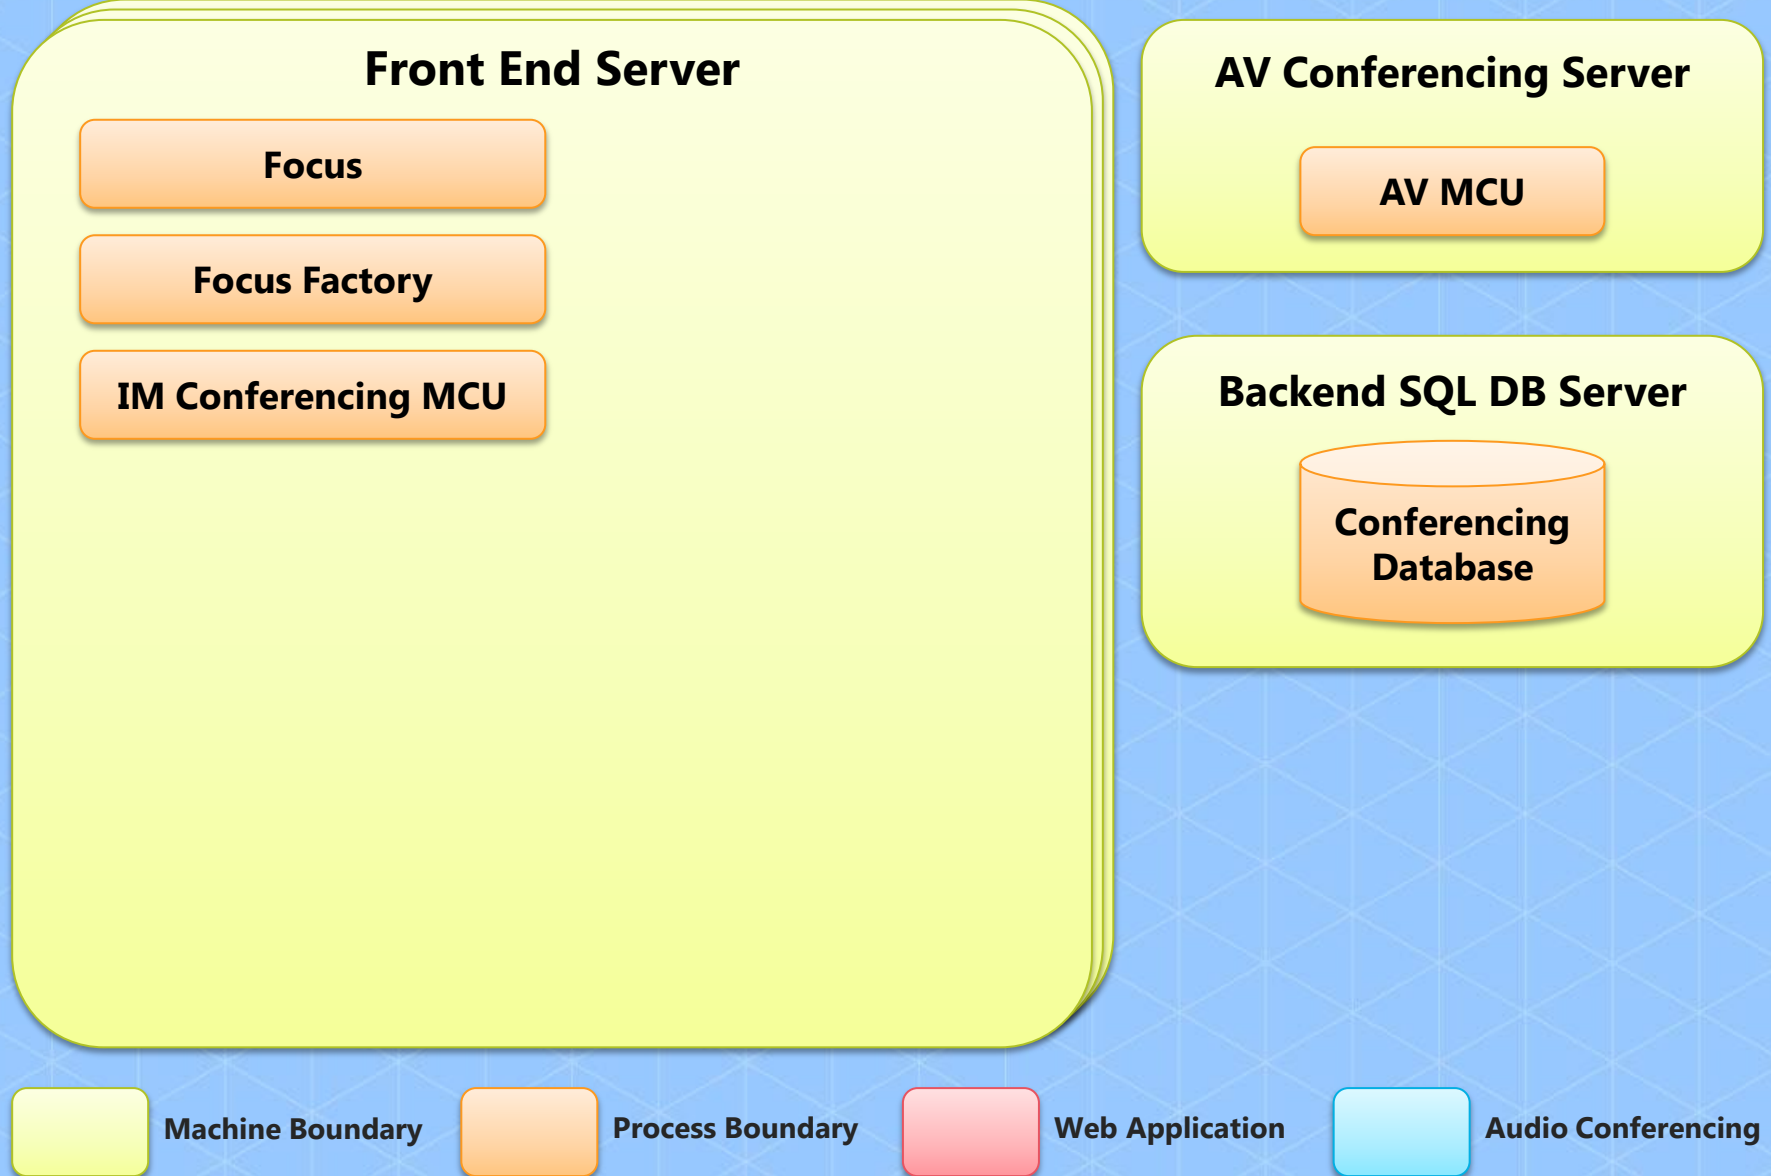 Front End Server
Focus
Focus Factory
IM Conferencing MCU
AV Conferencing Server
AV MCU
Backend SQL DB Server
Conferencing
Database
Machine Boundary
Process Boundary
Web Application
Audio Conferencing